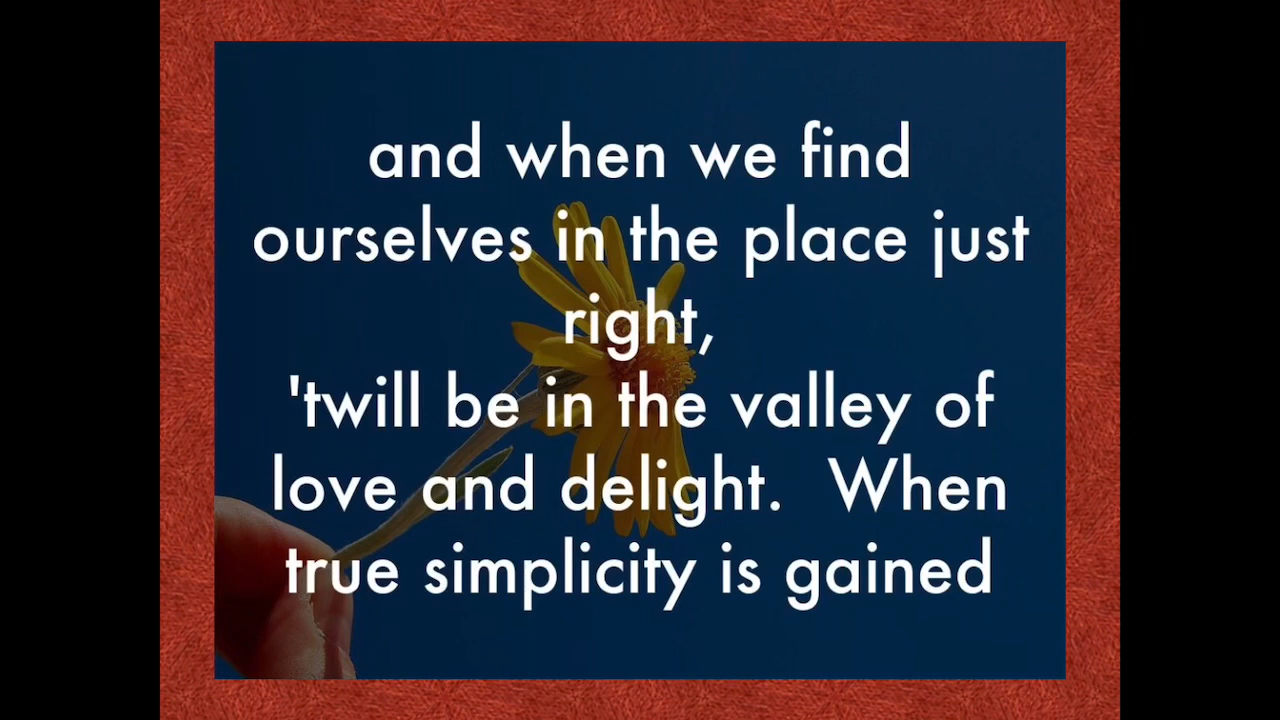 and when we find
ourselves in the place just
right,
'twill be in the valley of
love and delight.  When
true simplicity is gained